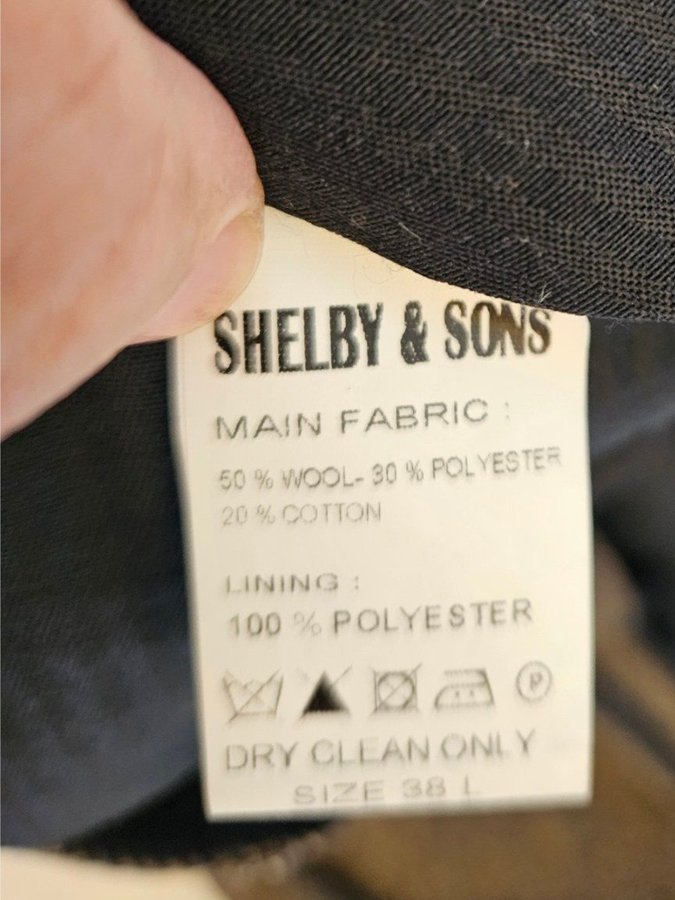 SHELBY & SONS
MAIN FABRIC :
50 % WOOL- 30 % POLYESTER
20 % COTTON
LINING :
100 % POLYESTER
P
DRY CLEAN ONLY
SIZE 38 L